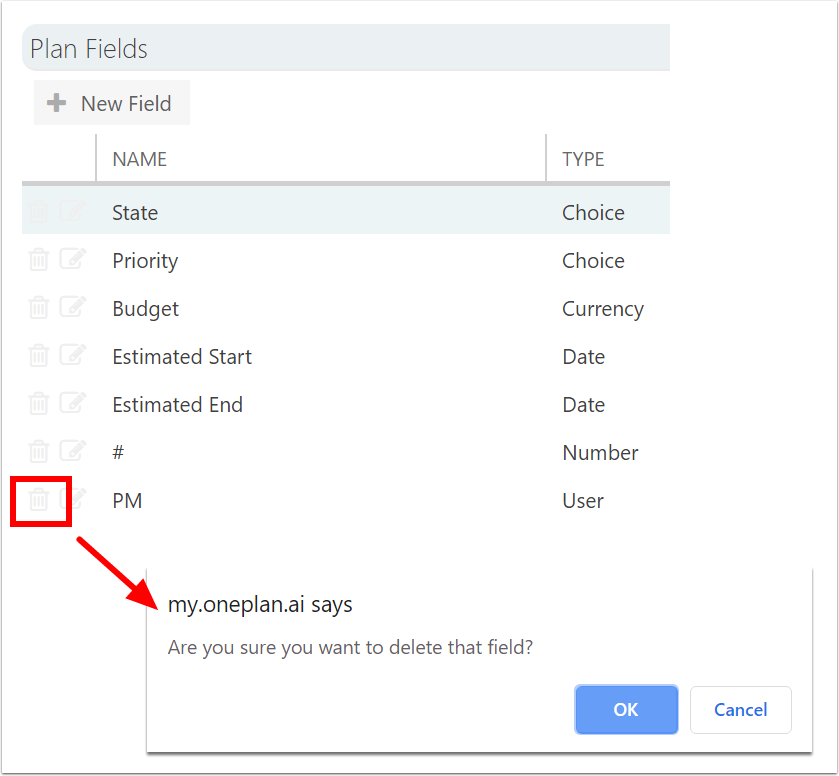 Plan Fields
New Field
NAME TYPE
State Choice
Priority Choice
Budget Currency
Estimated Start Date
Estimated End Date
# Number
PM User
my.oneplan.ai says
Are you sure you want to delete that field?
OK Cancel